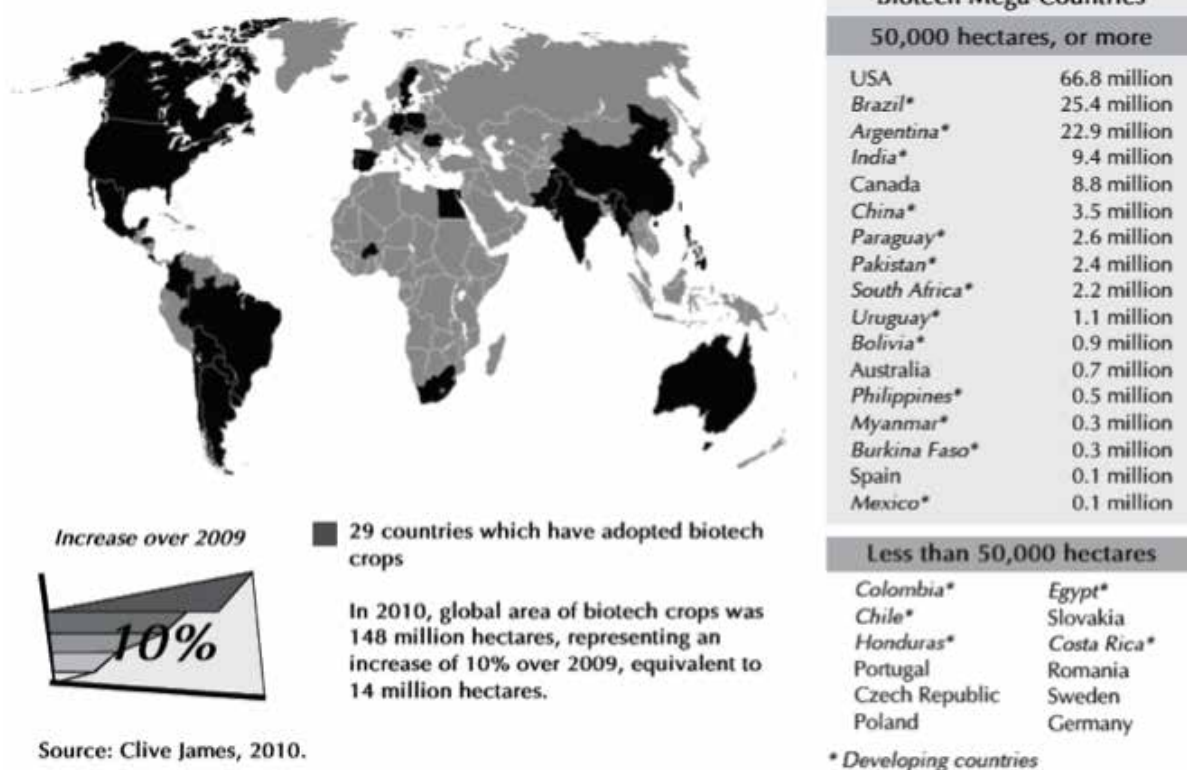 Biotech Mega-Countries
50,000 hectares, or more
USA 66.8 million
Brazil* 25.4 million
Argentina* 22.9 million
India* 9.4 million
Canada 8.8 million
China* 3.5 million
Paraguay* 2.6 million
Pakistan* 2.4 million
South Africa* 2.2 million
Uruguay* 1.1 million
Bolivia* 0.9 million
Australia 0.7 million
Philippines* 0.5 million
Myanmar* 0.3 million
Burkina Faso* 0.3 million
Spain 0.1 million
Mexico* 0.1 million
Increase over 2009
10%
29 countries which have adopted biotech
crops
In 2010, global area of biotech crops was
148 million hectares, representing an
increase of 10% over 2009, equivalent to
14 million hectares.
Source: Clive James, 2010.
Less than 50,000 hectares
Colombia* Egypt*
Chile* Slovakia
Honduras* Costa Rica*
Portugal Romania
Czech Republic Sweden
Poland Germany
* Developing countries